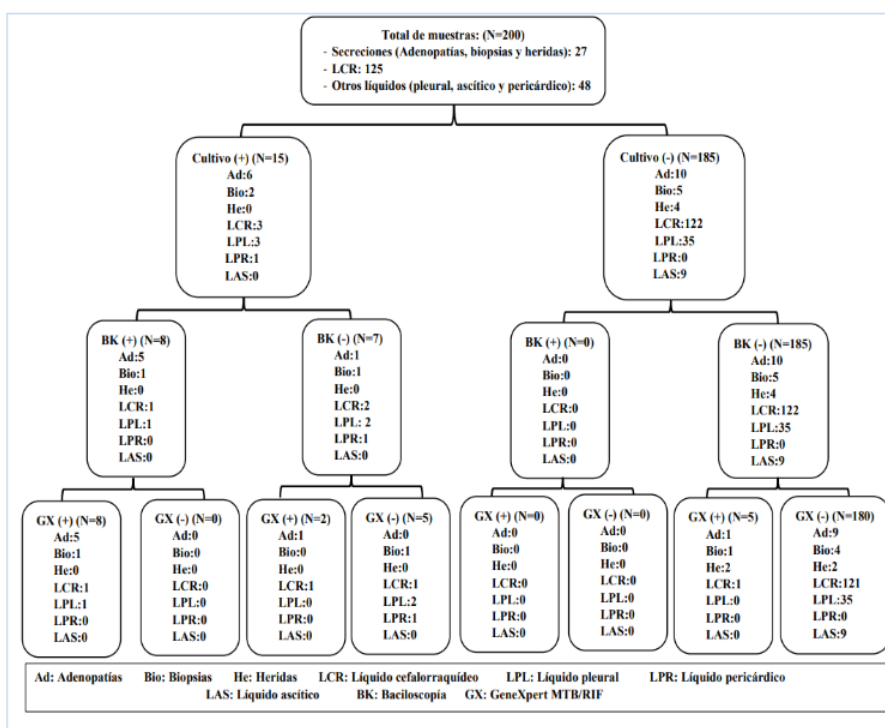 Total de muestras: (N=200)
- Secreciones (Adenopatías, biopsias y heridas): 27
- LCR: 125
- Otros líquidos (pleural, ascítico y pericárdico): 48
Cultivo (+) (N=15)
Ad:6
Bio:2
He:0
LCR:3
LPL:3
LPR:1
LAS:0
Cultivo (-) (N=185)
Ad:10
Bio:5
He:4
LCR:122
LPL:35
LPR:0
LAS:9
BK (+) (N=8)
Ad:5
Bio:1
He:0
LCR:1
LPL:1
LPR:0
LAS:0
BK (-) (N=7)
Ad:1
Bio:1
He:0
LCR:2
LPL: 2
LPR:1
LAS:0
BK (+) (N=0)
Ad:0
Bio:0
He:0
LCR:0
LPL:0
LPR:0
LAS:0
BK (-) (N=185)
Ad:10
Bio:5
He:4
LCR:122
LPL:35
LPR:0
LAS:9
GX (+) (N=8)
Ad:5
Bio:1
He:0
LCR:1
LPL:1
LPR:0
LAS:0
GX (-) (N=0)
Ad:0
Bio:0
He:0
LCR:0
LPL:0
LPR:0
LAS:0
GX (+) (N=2)
Ad:1
Bio:0
He:0
LCR:1
LPL:0
LPR:0
LAS:0
GX (-) (N=5)
Ad:0
Bio:1
He:0
LCR:1
LPL:2
LPR:1
LAS:0
GX (+) (N=0)
Ad:0
Bio:0
He:0
LCR:0
LPL:0
LPR:0
LAS:0
GX (-) (N=0)
Ad:0
Bio:0
He:0
LCR:0
LPL:0
LPR:0
LAS:0
GX (+) (N=5)
Ad:1
Bio:1
He:2
LCR:1
LPL:0
LPR:0
LAS:0
GX (-) (N=180)
Ad:9
Bio:4
He:2
LCR:121
LPL:35
LPR:0
LAS:9
Ad: Adenopatías Bio: Biopsias He: Heridas LCR: Líquido cefalorraquídeo LPL: Líquido pleural LPR: Líquido pericárdico
LAS: Líquido ascítico BK: Baciloscopía GX: GeneXpert MTB/RIF